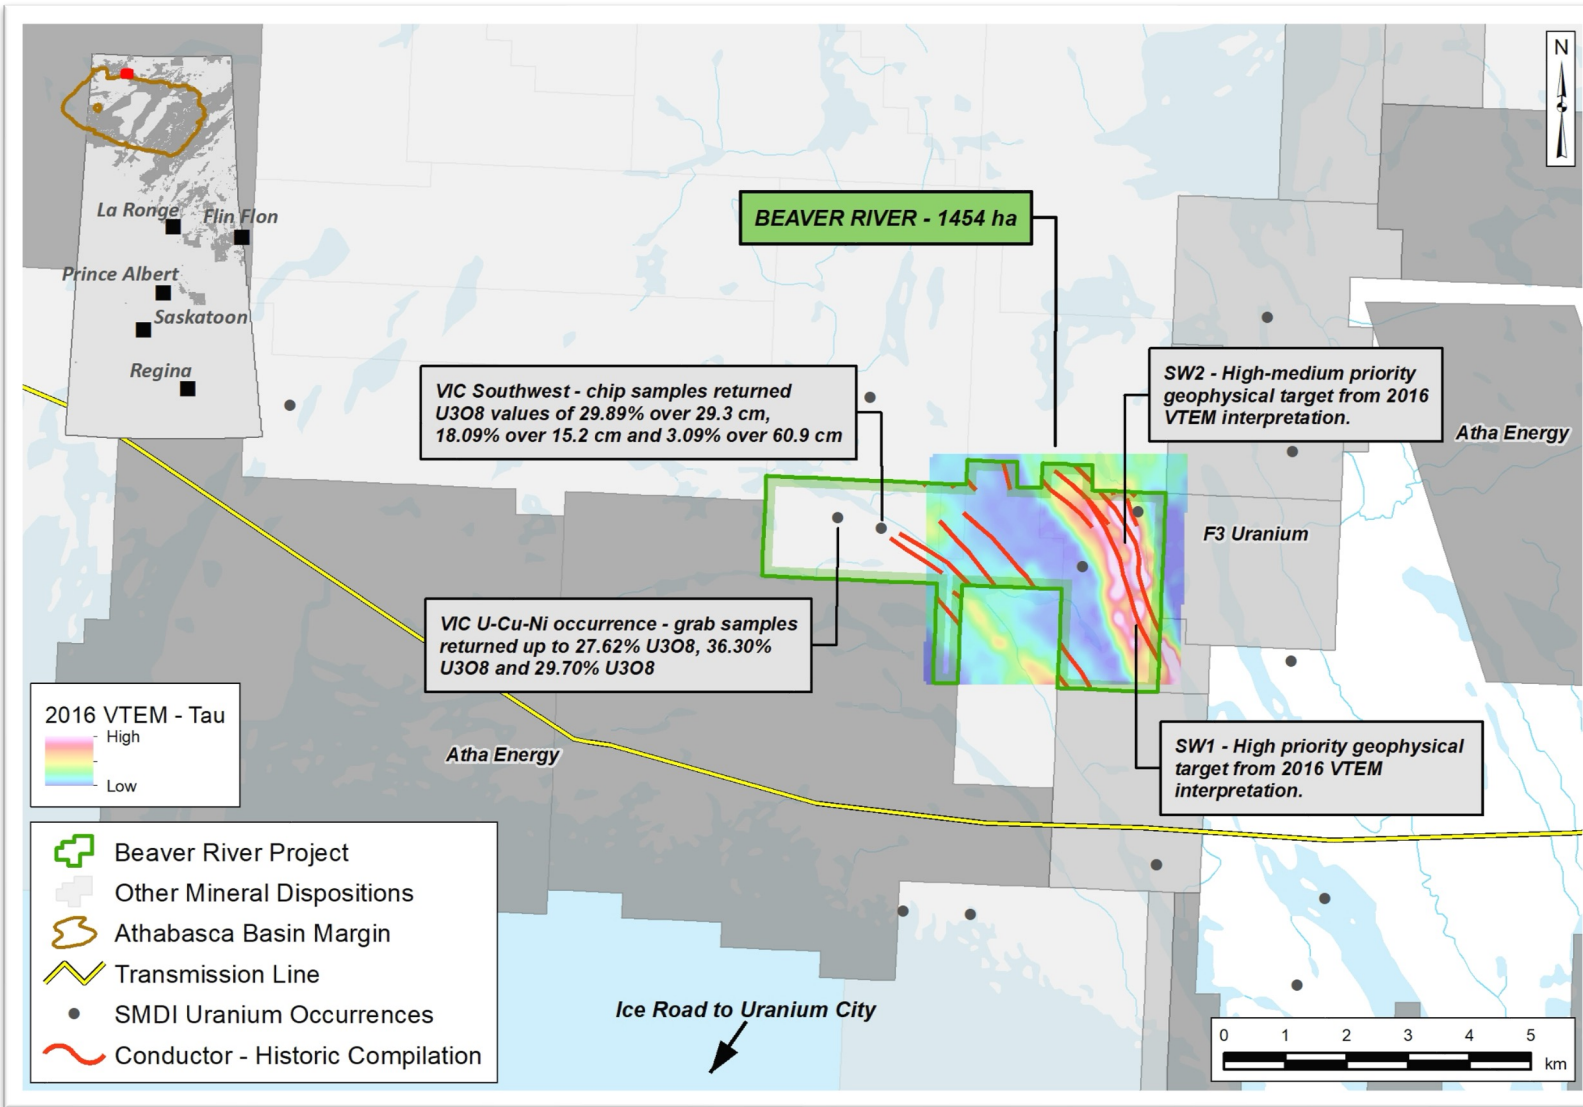 N
La Ronge
Flin Flon
Prince Albert
Saskatoon
Regina
BEAVER RIVER - 1454 ha
VIC Southwest - chip samples returned
U3O8 values of 29.89% over 29.3 cm,
18.09% over 15.2 cm and 3.09% over 60.9 cm
SW2 - High-medium priority
geophysical target from 2016
VTEM interpretation.
Atha Energy
F3 Uranium
VIC U-Cu-Ni occurrence - grab samples
returned up to 27.62% U3O8, 36.30%
U3O8 and 29.70% U3O8
SW1 - High priority geophysical
target from 2016 VTEM
interpretation.
Atha Energy
2016 VTEM - Tau
High
Low
Beaver River Project
Other Mineral Dispositions
Athabasca Basin Margin
Transmission Line
SMDI Uranium Occurrences
Conductor - Historic Compilation
Ice Road to Uranium City
0 1 2 3 4 5
km